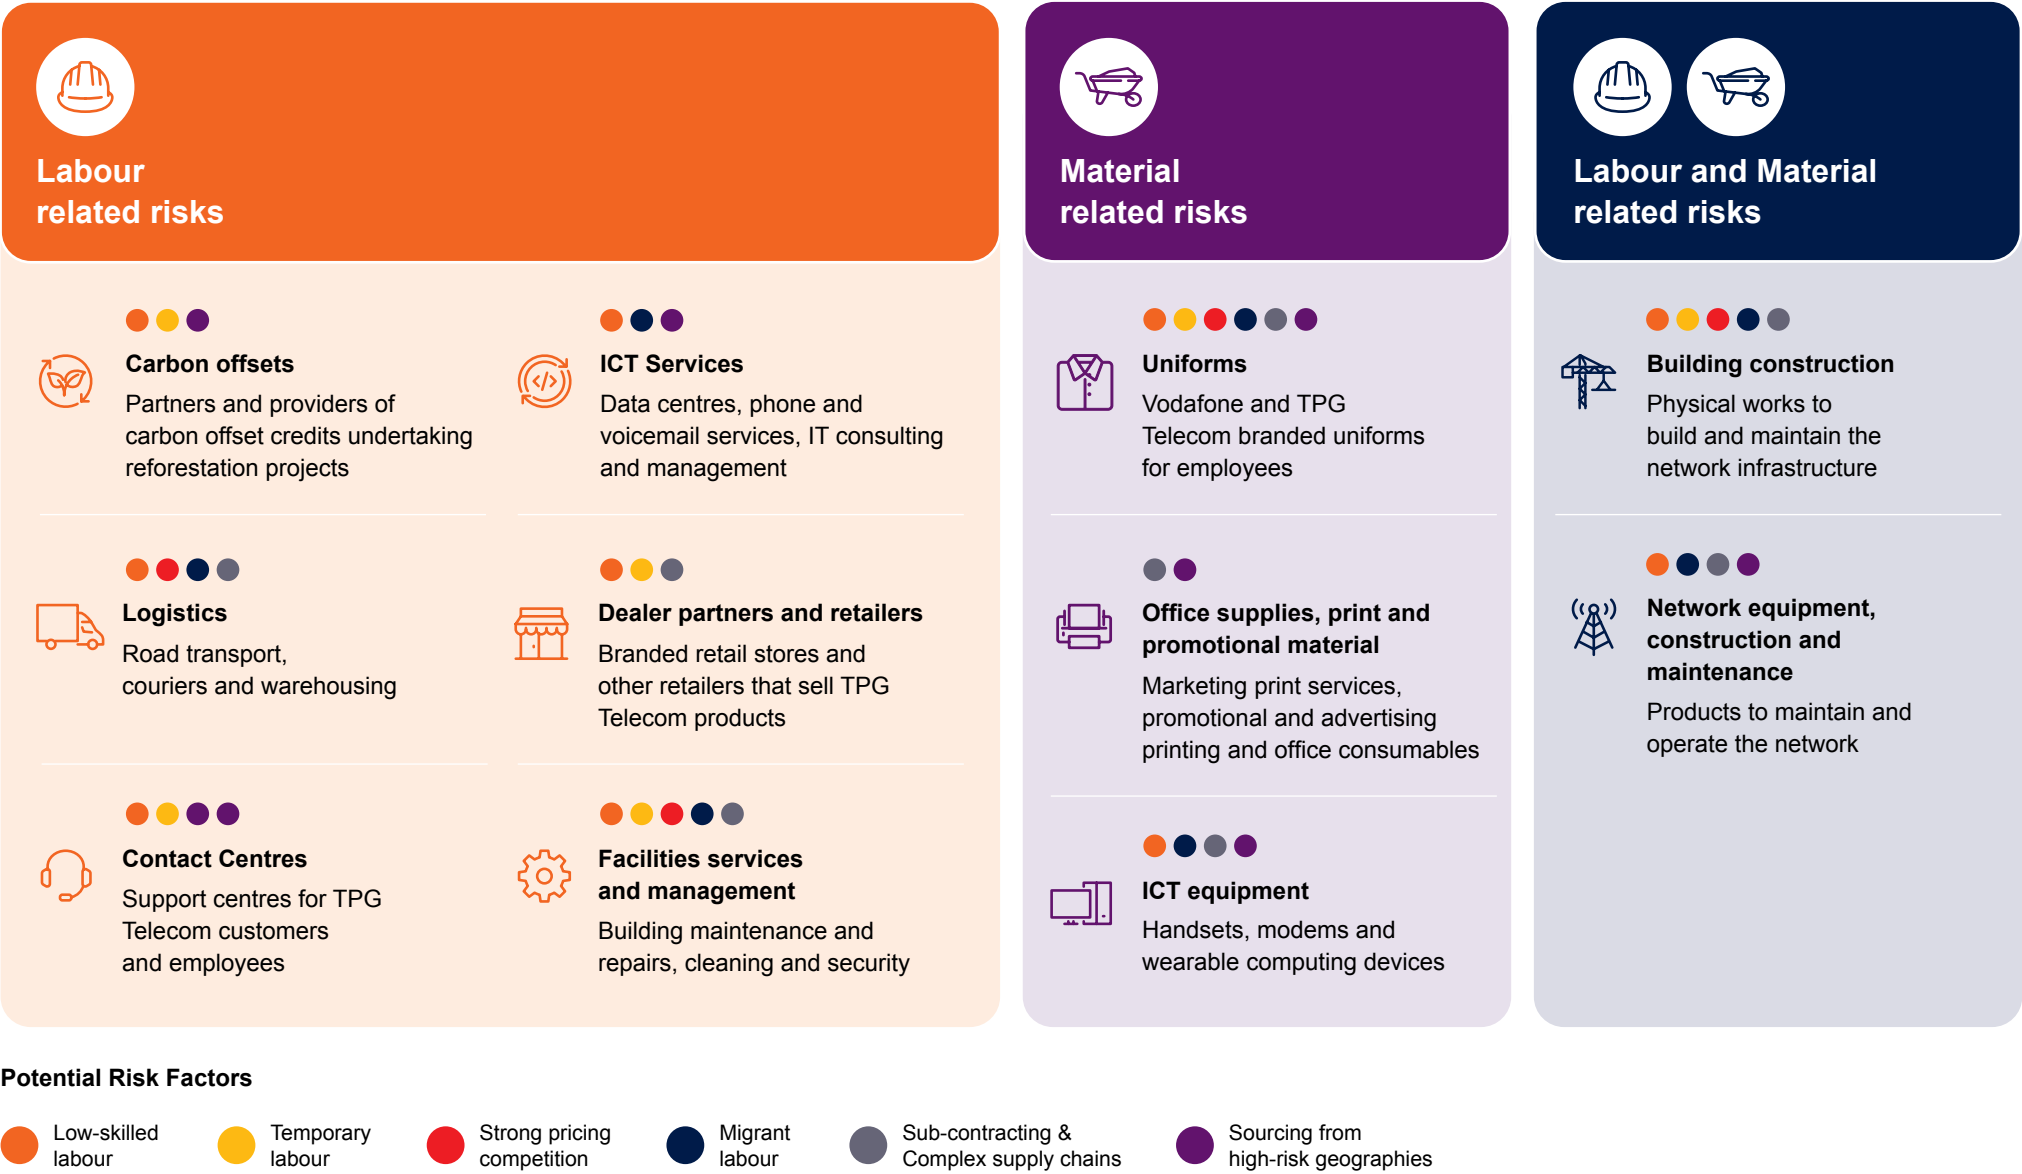 Labour
related risks
Carbon offsets
Partners and providers of
carbon offset credits undertaking
reforestation projects
ICT Services
Data centres, phone and
voicemail services, IT consulting
and management
Logistics
Road transport,
couriers and warehousing
Dealer partners and retailers
Branded retail stores and
other retailers that sell TPG
Telecom products
Contact Centres
Support centres for TPG
Telecom customers
and employees
Facilities services
and management
Building maintenance and
repairs, cleaning and security
Material
related risks
Uniforms
Vodafone and TPG
Telecom branded uniforms
for employees
Office supplies, print and
promotional material
Marketing print services,
promotional and advertising
printing and office consumables
ICT equipment
Handsets, modems and
wearable computing devices
Labour and Material
related risks
Building construction
Physical works to
build and maintain the
network infrastructure
Network equipment,
construction and
maintenance
Products to maintain and
operate the network
Potential Risk Factors
Low-skilled
labour
Temporary
labour
Strong pricing
competition
Migrant
labour
Sub-contracting &
Complex supply chains
Sourcing from
high-risk geographies